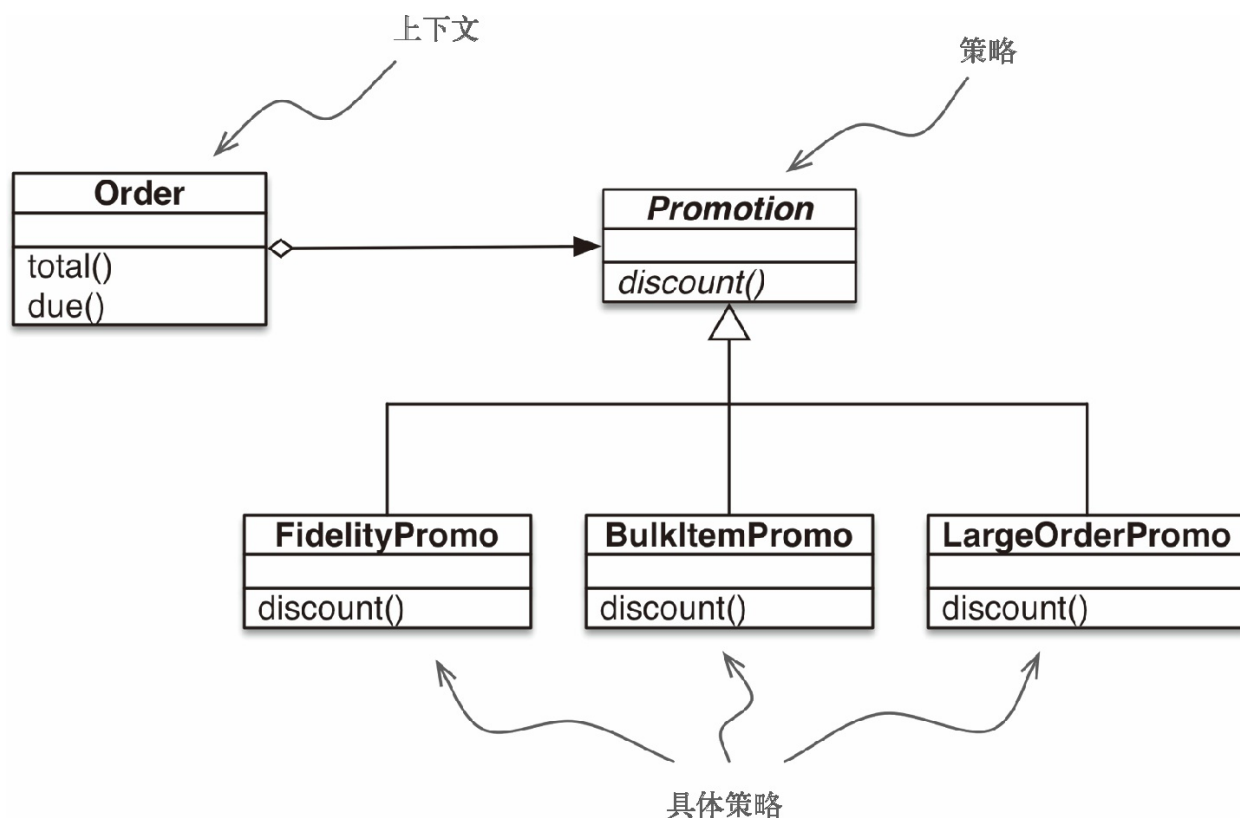 上下文
策略
Order
total()
due()
Promotion
discount()
FidelityPromo
discount()
BulkItemPromo
discount()
LargeOrderPromo
discount()
具体策略